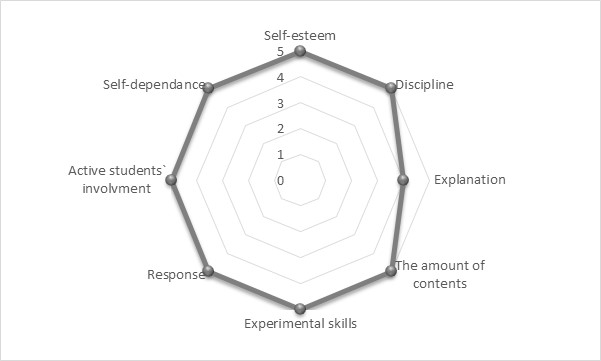 Self-esteem
5
4
3
2
1
0
Discipline
Explanation
The amount of
contents
Experimental skills
Response
Active students`
involvment
Self-dependance